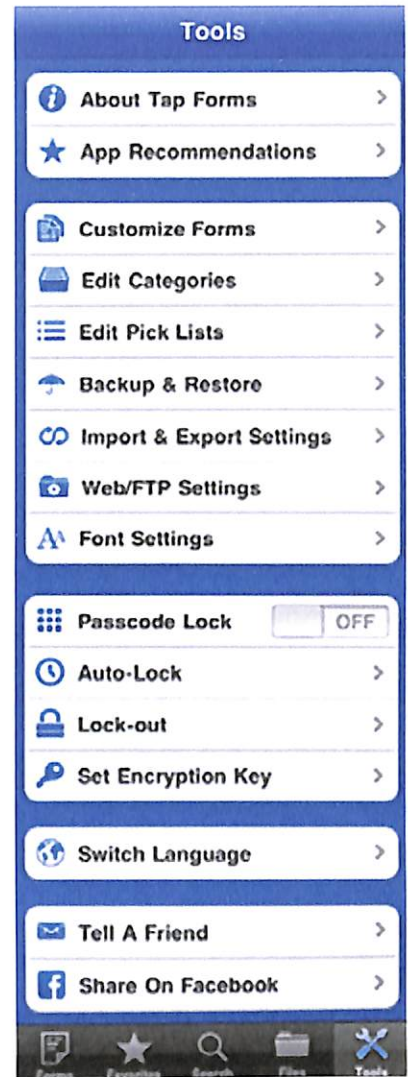 Tools
About Tap Forms
App Recommendations
Customize Forms
Edit Categories
Edit Pick Lists
Backup & Restore
Import & Export Settings
Web/FTP Settings
Font Settings
Passcode Lock OFF
Auto-Lock
Lock-out
Set Encryption Key
Switch Language
Tell A Friend
Share On Facebook
Forms Favorites Search Files Tools